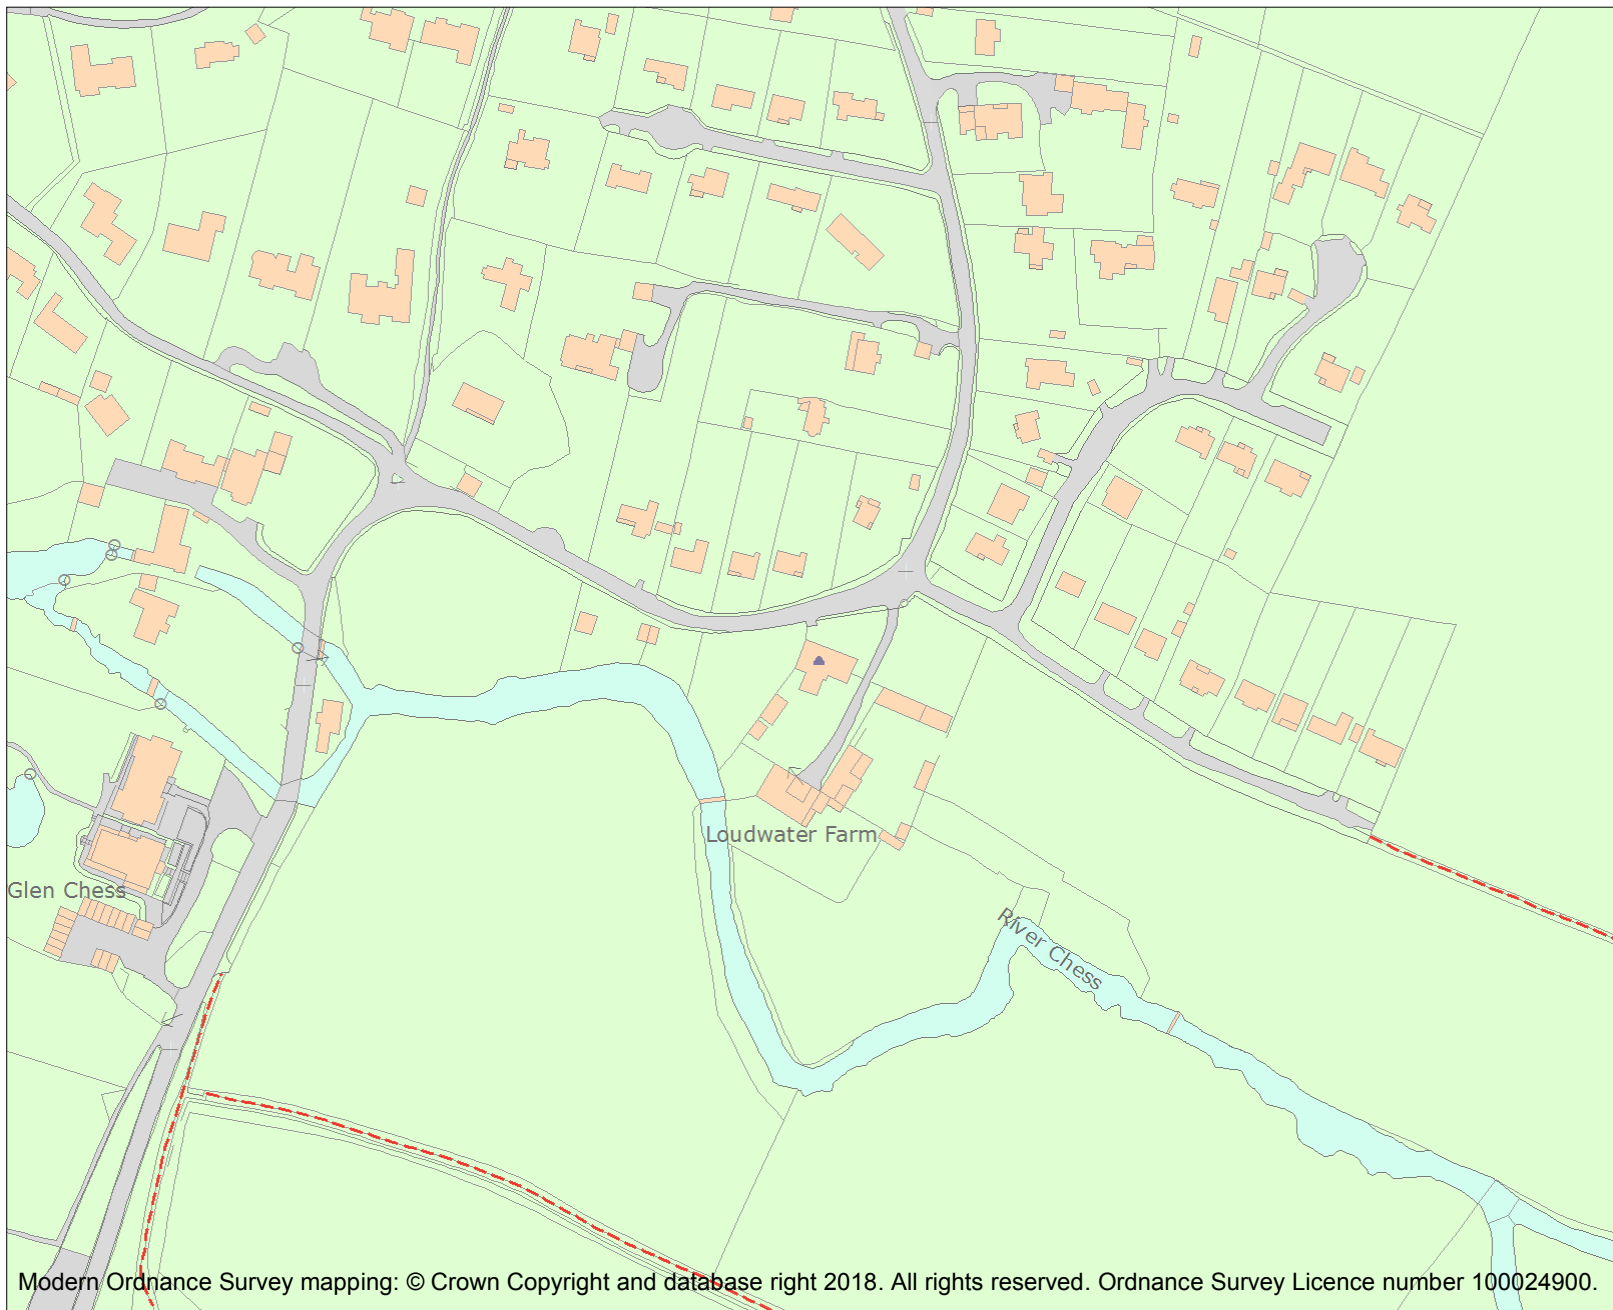 Loudwater Farm
Glen Chess
River Chess
Modern Ordnance Survey mapping: © Crown Copyright and database right 2018. All rights reserved. Ordnance Survey Licence number 100024900.